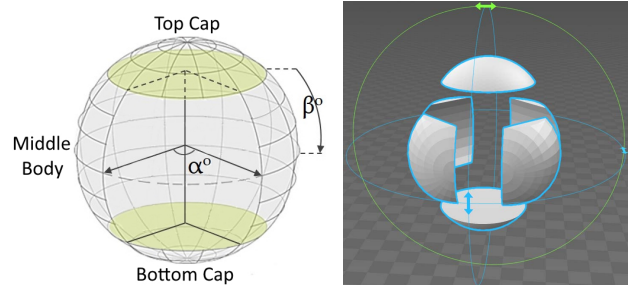 Top Cap
β°
Middle
Body
α°
Bottom Cap